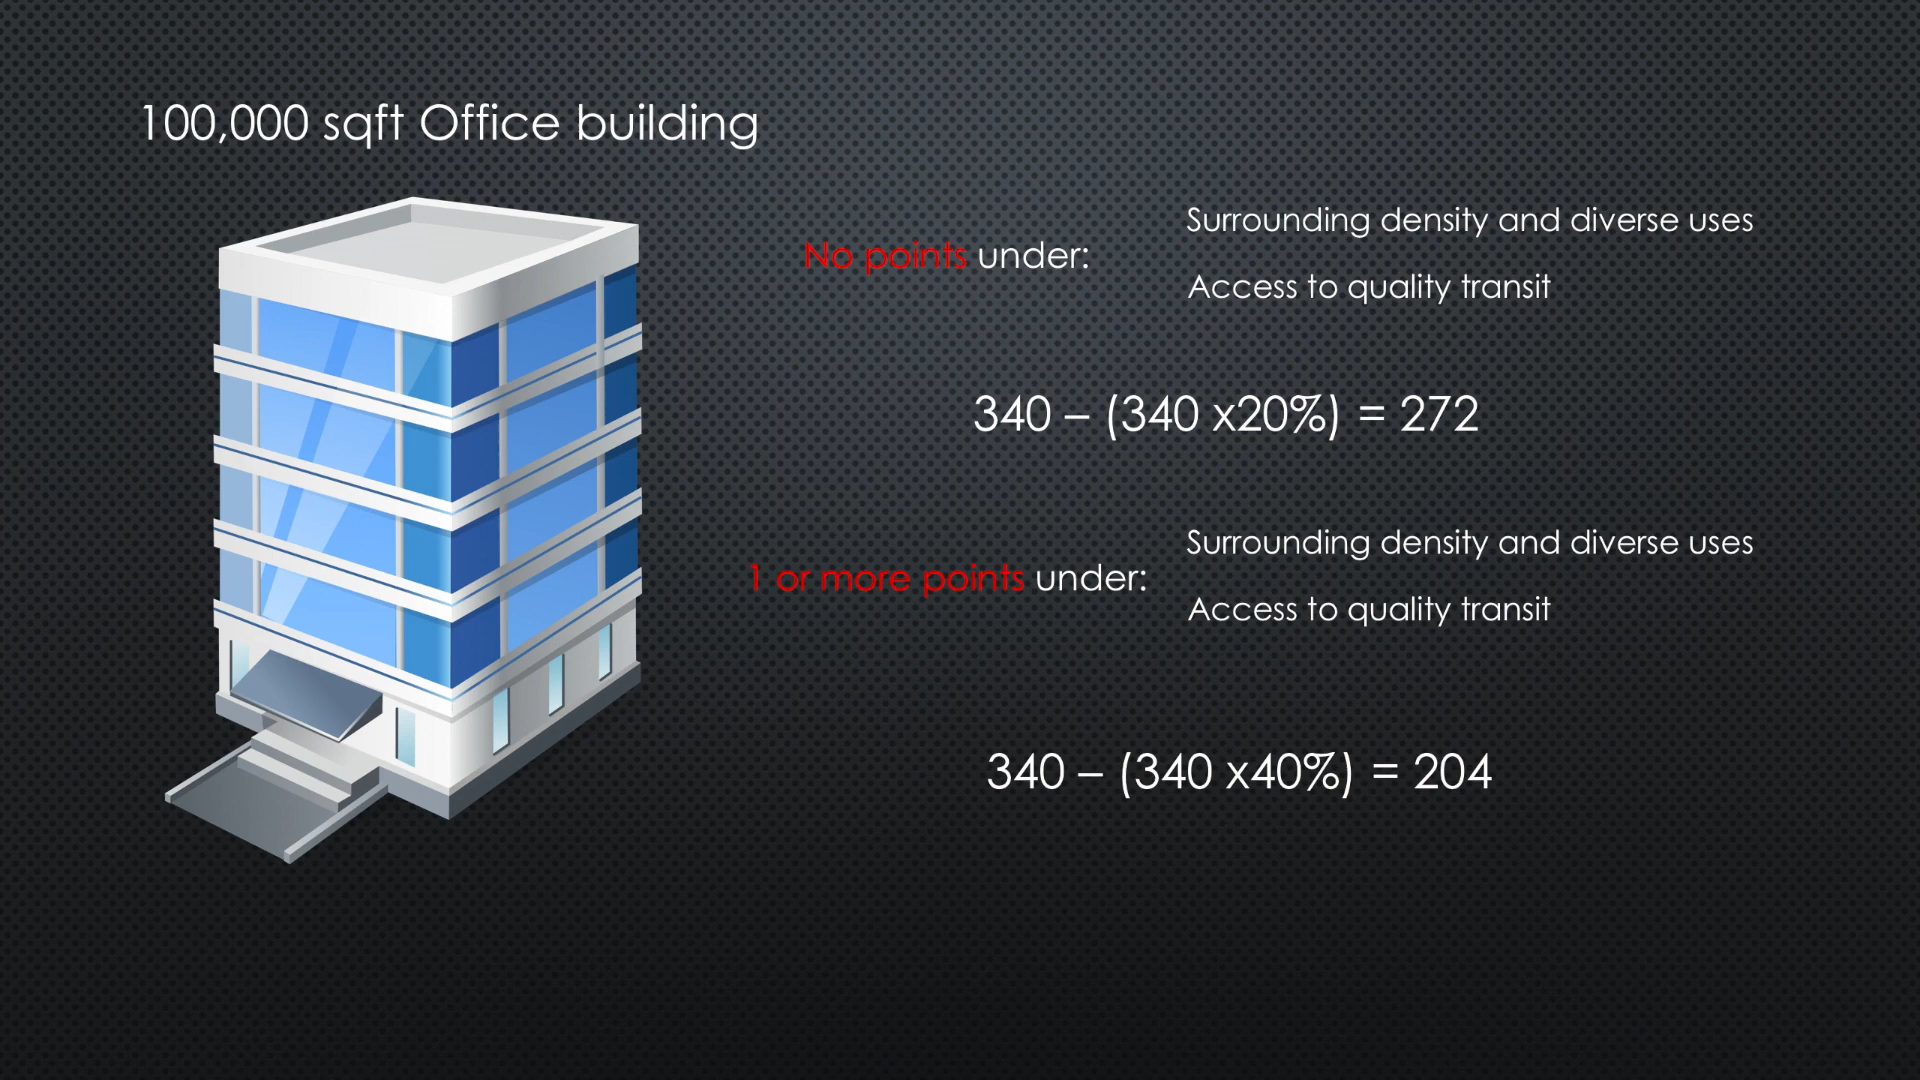 100,000 sqft Office building
Surrounding density and diverse uses
No points under:
Access to quality transit
340 – (340 x20%) = 272
Surrounding density and diverse uses
1 or more points under:
Access to quality transit
340 – (340 x40%) = 204